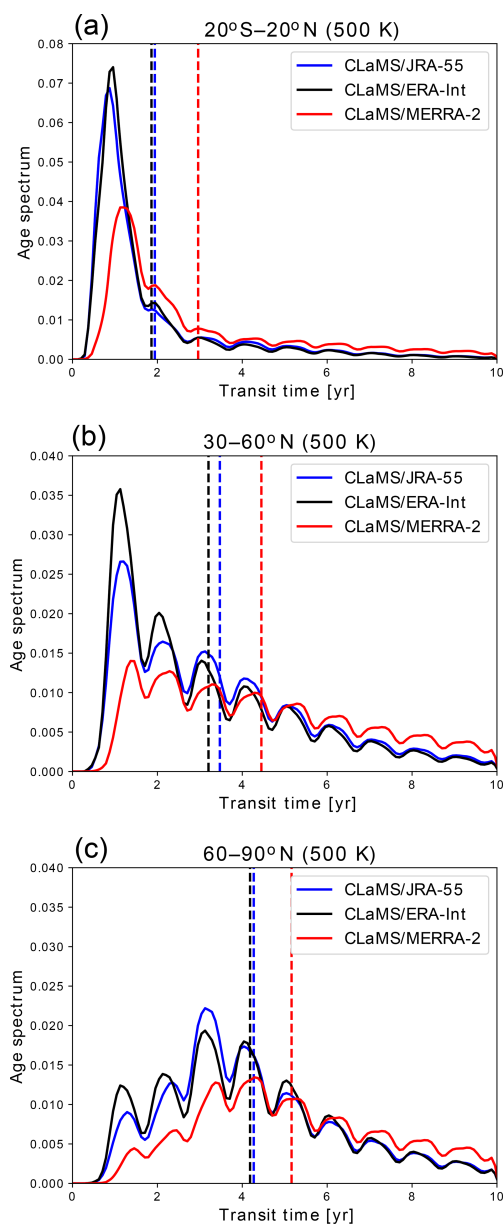 (a)
20°S–20°N (500 K)
0.08
0.07
0.06
0.05
0.04
0.03
0.02
0.01
0.00
Age spectrum
CLaMS/JRA-55
CLaMS/ERA-Int
CLaMS/MERRA-2
0 2 4 6 8 10
Transit time [yr]
(b)
30–60°N (500 K)
0.040
0.035
0.030
0.025
0.020
0.015
0.010
0.005
0.000
Age spectrum
CLaMS/JRA-55
CLaMS/ERA-Int
CLaMS/MERRA-2
0 2 4 6 8 10
Transit time [yr]
(c)
60–90°N (500 K)
0.040
0.035
0.030
0.025
0.020
0.015
0.010
0.005
0.000
Age spectrum
CLaMS/JRA-55
CLaMS/ERA-Int
CLaMS/MERRA-2
0 2 4 6 8 10
Transit time [yr]